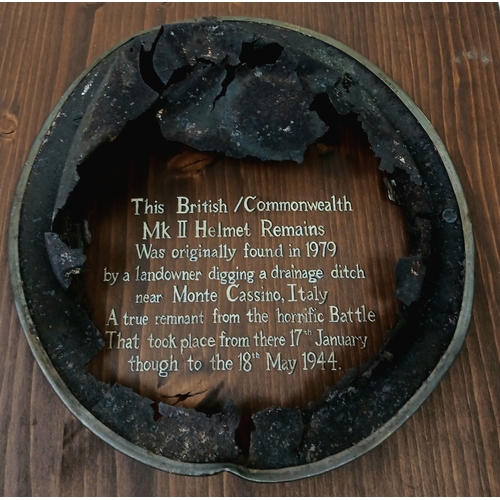 This British /Commonwealth
Mk II Helmet Remains
Was originally found in 1979
by a landowner digging a drainage ditch
near Monte Cassino, Italy
A true remnant from the horrific Battle
That took place from there 17th January
though to the 18th May 1944.